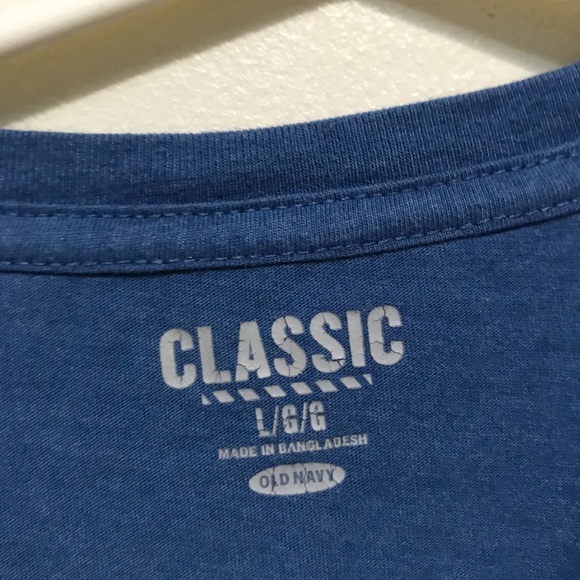 CLASSIC
L/G/G
MADE IN BANGLADESH
OLD NAVY